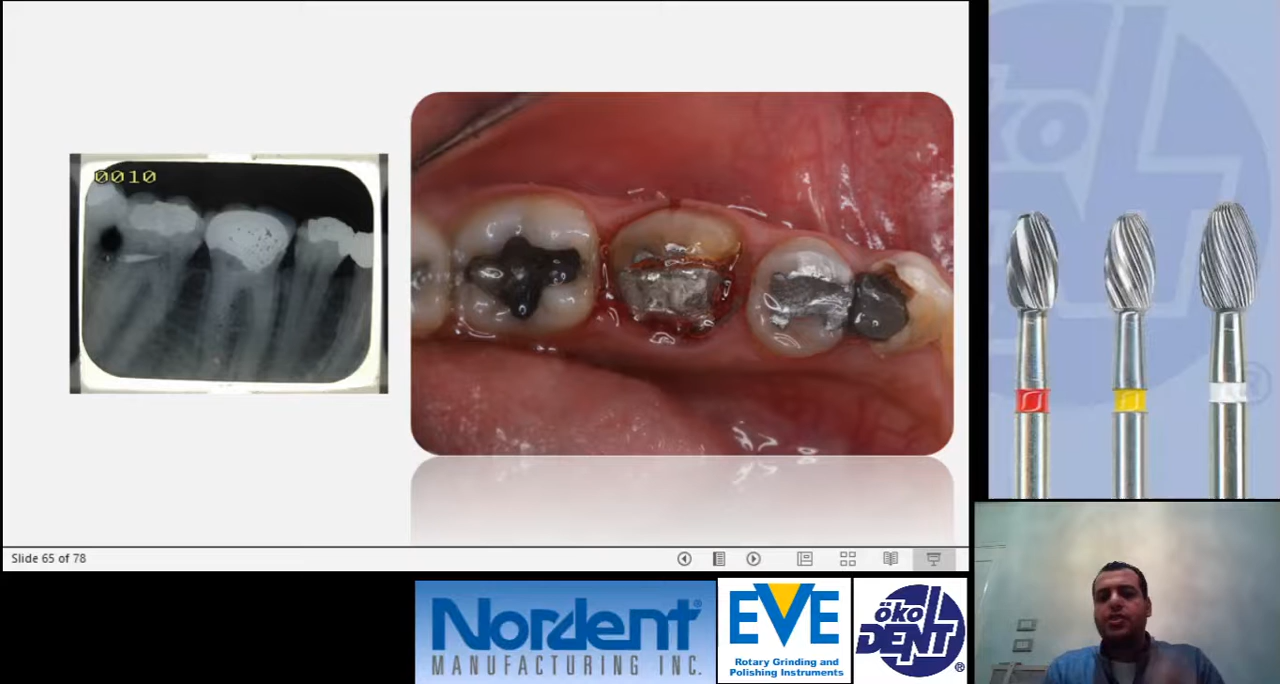 0010
Slide 65 of 78
Nordent®
MANUFACTURING INC.
EVE
Rotary Grinding and
Polishing Instruments
öko
DENT
®